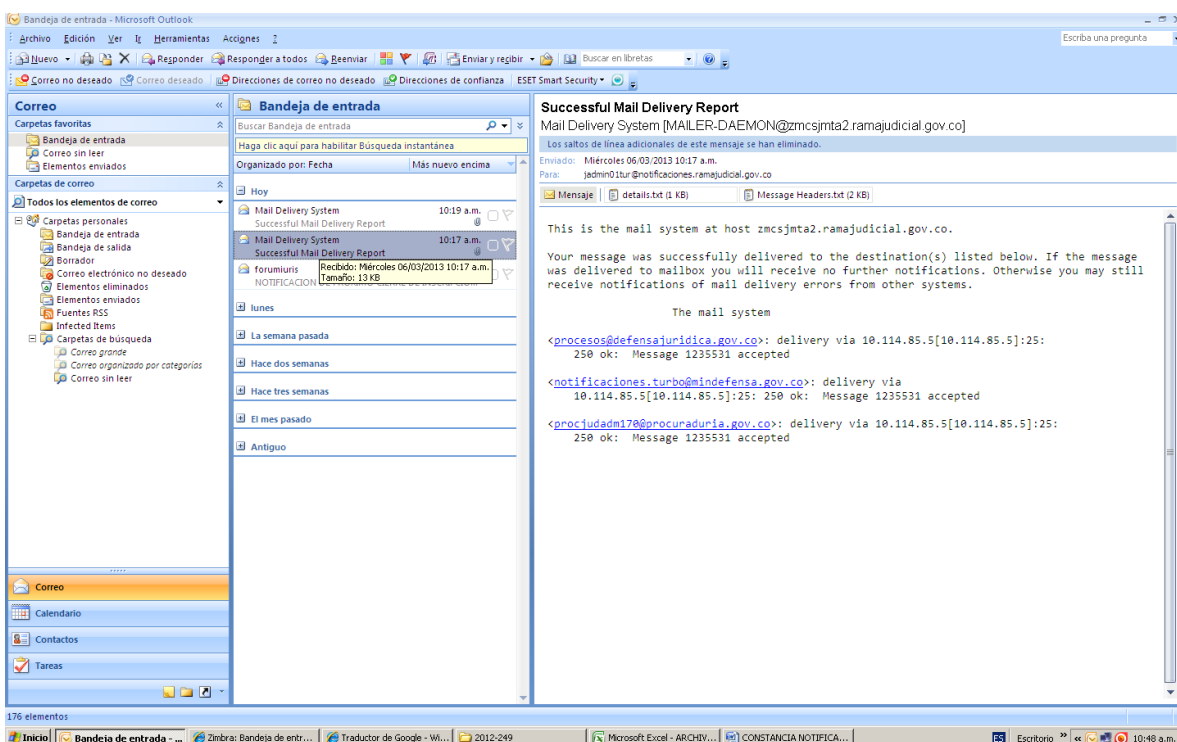 Bandeja de entrada - Microsoft Outlook
Archivo Edición Ver Ir Herramientas Acciones ?
Escriba una pregunta
Nuevo Responder Responder a todos Reenviar Enviar y recibir Buscar en libretas
Correo no deseado Correo deseado Direcciones de correo no deseado Direcciones de confianza ESET Smart Security
Correo
Carpetas favoritas
Bandeja de entrada
Correo sin leer
Elementos enviados
Carpetas de correo
Todos los elementos de correo
Carpetas personales
Bandeja de entrada
Bandeja de salida
Borrador
Correo electrónico no deseado
Elementos eliminados
Elementos enviados
Fuentes RSS
Infected Items
Carpetas de búsqueda
Correo grande
Correo organizado por categorías
Correo sin leer
Correo
Calendario
Contactos
Tareas
Bandeja de entrada
Buscar Bandeja de entrada
Haga clic aquí para habilitar Búsqueda instantánea
Organizado por: Fecha Más nuevo encima
Hoy
Mail Delivery System 10:19 a.m.
Successful Mail Delivery Report
Mail Delivery System 10:17 a.m.
Successful Mail Delivery Report
forumiuris
Recibido: Miércoles 06/03/2013 10:17 a.m.
Tamaño: 13 KB
NOTIFICACION
lunes
La semana pasada
Hace dos semanas
Hace tres semanas
El mes pasado
Antiguo
Successful Mail Delivery Report
Mail Delivery System [MAILER-DAEMON@zmcsjmta2.ramajudicial.gov.co]
Los saltos de línea adicionales de este mensaje se han eliminado.
Enviado: Miércoles 06/03/2013 10:17 a.m.
Para: jadmin01tur@notificaciones.ramajudicial.gov.co
Mensaje details.txt (1 KB) Message Headers.txt (2 KB)
This is the mail system at host zmcsjmta2.ramajudicial.gov.co.
Your message was successfully delivered to the destination(s) listed below. If the message
was delivered to mailbox you will receive no further notifications. Otherwise you may still
receive notifications of mail delivery errors from other systems.
The mail system
<procesos@defensajuridica.gov.co>: delivery via 10.114.85.5[10.114.85.5]:25:
250 ok: Message 1235531 accepted
<notificaciones.turbo@mindefensa.gov.co>: delivery via
10.114.85.5[10.114.85.5]:25: 250 ok: Message 1235531 accepted
<procjudadm170@procuraduria.gov.co>: delivery via 10.114.85.5[10.114.85.5]:25:
250 ok: Message 1235531 accepted
176 elementos
Inicio Bandeja de entrada - ... Zimbra: Bandeja de entr... Traductor de Google - Wi... 2012-249 Microsoft Excel - ARCHIV... CONSTANCIA NOTIFICA... ES Escritorio 10:48 a.m.